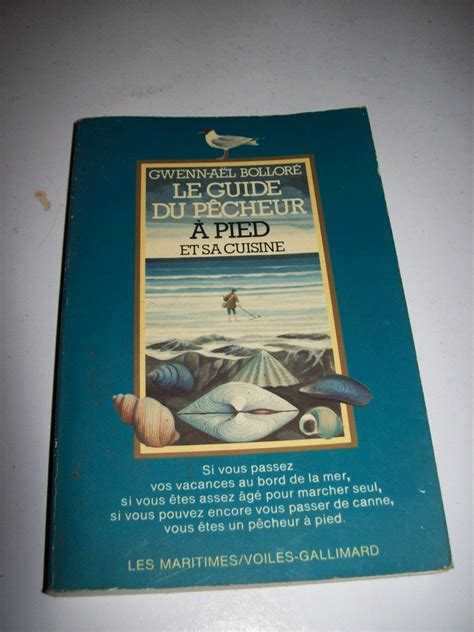 GWENN-AËL BOLLORÉ
LE GUIDE
DU PÊCHEUR
À PIED
ET SA CUISINE
Si vous passez
vos vacances au bord de la mer,
si vous êtes assez âgé pour marcher seul,
si vous pouvez encore vous passer de canne,
vous êtes un pêcheur à pied.
LES MARITIMES/VOILES-GALLIMARD